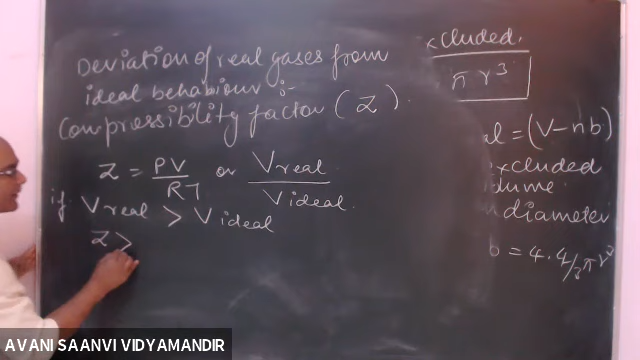 Deviation of real gases from
ideal behaviour :-
Compressibility factor (Z).
Z = PV/RT or Vreal/Videal.
if Vreal > Videal
Z >
xcluded.
π r³
al = (V-nb)
xcluded
lume
diameter
b = 4.4/3πr³
AVANI SAANVI VIDYAMANDIR